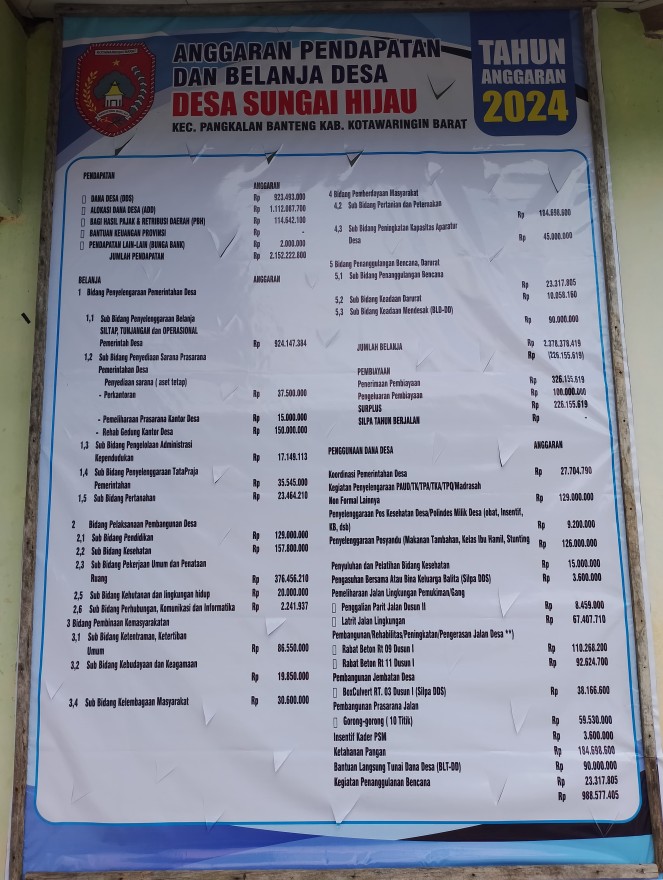 ANGGARAN PENDAPATAN
DAN BELANJA DESA
DESA SUNGAI HIJAU
KEC. PANGKALAN BANTENG KAB. KOTAWARINGIN BARAT
TAHUN
ANGGARAN
2024
PENDAPATAN
ANGGARAN
DANA DESA (DDS) Rp 923.493.000
ALOKASI DANA DESA (ADD) Rp 1.112.087.700
BAGI HASIL PAJAK & RETRIBUSI DAERAH (PBH) Rp 114.642.100
BANTUAN KEUANGAN PROVINSI Rp -
PENDAPATAN LAIN-LAIN (BUNGA BANK) Rp 2.000.000
JUMLAH PENDAPATAN Rp 2.152.222.800
BELANJA ANGGARAN
1 Bidang Penyelengaraan Pemerintahan Desa
1,1 Sub Bidang Penyelenggaraan Belanja
SILTAP, TUNJANGAN dan OPERASIONAL
Pemerintah Desa Rp 924.147.384
1,2 Sub Bidang Penyediaan Sarana Prasarana
Pemerintahan Desa
Penyediaan sarana ( aset tetap)
- Perkantoran Rp 37.500.000
- Pemeliharaan Prasarana Kantor Desa Rp 15.000.000
- Rehab Gedung Kantor Desa Rp 150.000.000
1,3 Sub Bidang Pengelolaan Administrasi
Kependudukan Rp 17.149.113
1,4 Sub Bidang Penyelenggaraan TataPraja
Pemerintahan Rp 35.545.000
1,5 Sub Bidang Pertanahan Rp 23.464.210
2 Bidang Pelaksanaan Pembangunan Desa
2,1 Sub Bidang Pendidikan Rp 129.000.000
2,2 Sub Bidang Kesehatan Rp 157.800.000
2,3 Sub Bidang Pekerjaan Umum dan Penataan
Ruang Rp 376.456.210
2,5 Sub Bidang Kehutanan dan lingkungan hidup Rp 20.000.000
2,6 Sub Bidang Perhubungan, Komunikasi dan Informatika Rp 2.241.937
3 Bidang Pembinaan Kemasyarakatan
3,1 Sub Bidang Ketentraman, Keterliban
Umum Rp 86.550.000
3,2 Sub Bidang Kebudayaan dan Keagamaan
Rp 19.850.000
3,4 Sub Bidang Kelembagaan Masyarakat Rp 30.600.000
4 Bidang Pemberdayaan Masyarakat
4,2 Sub Bidang Pertanian dan Peternakan
Rp 184.698.600
4,3 Sub Bidang Peningkatan Kapasitas Aparatur
Desa Rp 45.000.000
5 Bidang Penanggulangan Bencana, Darurat
5,1 Sub Bidang Penanggulangan Bencana
Rp 23.317.805
5,2 Sub Bidang Keadaan Darurat Rp 10.058.160
5,3 Sub Bidang Keadaan Mendesak (BLD-DD)
Rp 90.000.000
JUMLAH BELANJA Rp 2.378.378.419
Rp (226.155.619)
PEMBIAYAAN
Penerimaan Pembiayaan Rp 326.155.619
Pengeluaran Pembiayaan Rp 100.000.000
SURPLUS Rp 226.155.619
SILPA TAHUN BERJALAN Rp -
PENGGUNAAN DANA DESA ANGGARAN
Koordinasi Pemerintahan Desa Rp 27.704.790
Kegiatan Penyelengaraan PAUD/TK/TPA/TKA/TPQ/Madrasah
Non Formal Lainnya Rp 129.000.000
Penyelenggaraan Pos Kesehatan Desa/Polindes Milik Desa (obat, Insentif,
KB, dsb) Rp 9.200.000
Penyelenggaraan Posyandu (Makanan Tambahan, Kelas Ibu Hamil, Stunting Rp 126.000.000
Penyuluhan dan Pelatihan Bidang Kesehatan Rp 15.000.000
Pengasuhan Bersama Atau Bina Keluarga Balita (Silpa DDS) Rp 3.600.000
Pemeliharaan Jalan Lingkungan Pemukiman/Gang
Penggalian Parit Jalan Dusun II Rp 8.459.000
Latrit Jalan Lingkungan Rp 67.407.710
Pembangunan/Rehabilitas/Peningkatan/Pengerasan Jalan Desa **)
Rabat Beton Rt 09 Dusun I Rp 110.268.200
Rabat Beton Rt 11 Dusun I Rp 92.624.700
Pembangunan Jembatan Desa
BoxCulvert RT. 03 Dusun I (Silpa DDS) Rp 38.166.600
Pembangunan Prasarana Jalan
Gorong-gorong ( 10 Titik) Rp 59.530.000
Insentif Kader PSM Rp 3.600.000
Ketahanan Pangan Rp 184.698.600
Bantuan Langsung Tunai Dana Desa (BLT-DD) Rp 90.000.000
Kegiatan Penanggulanan Bencana Rp 23.317.805
Rp 988.577.405